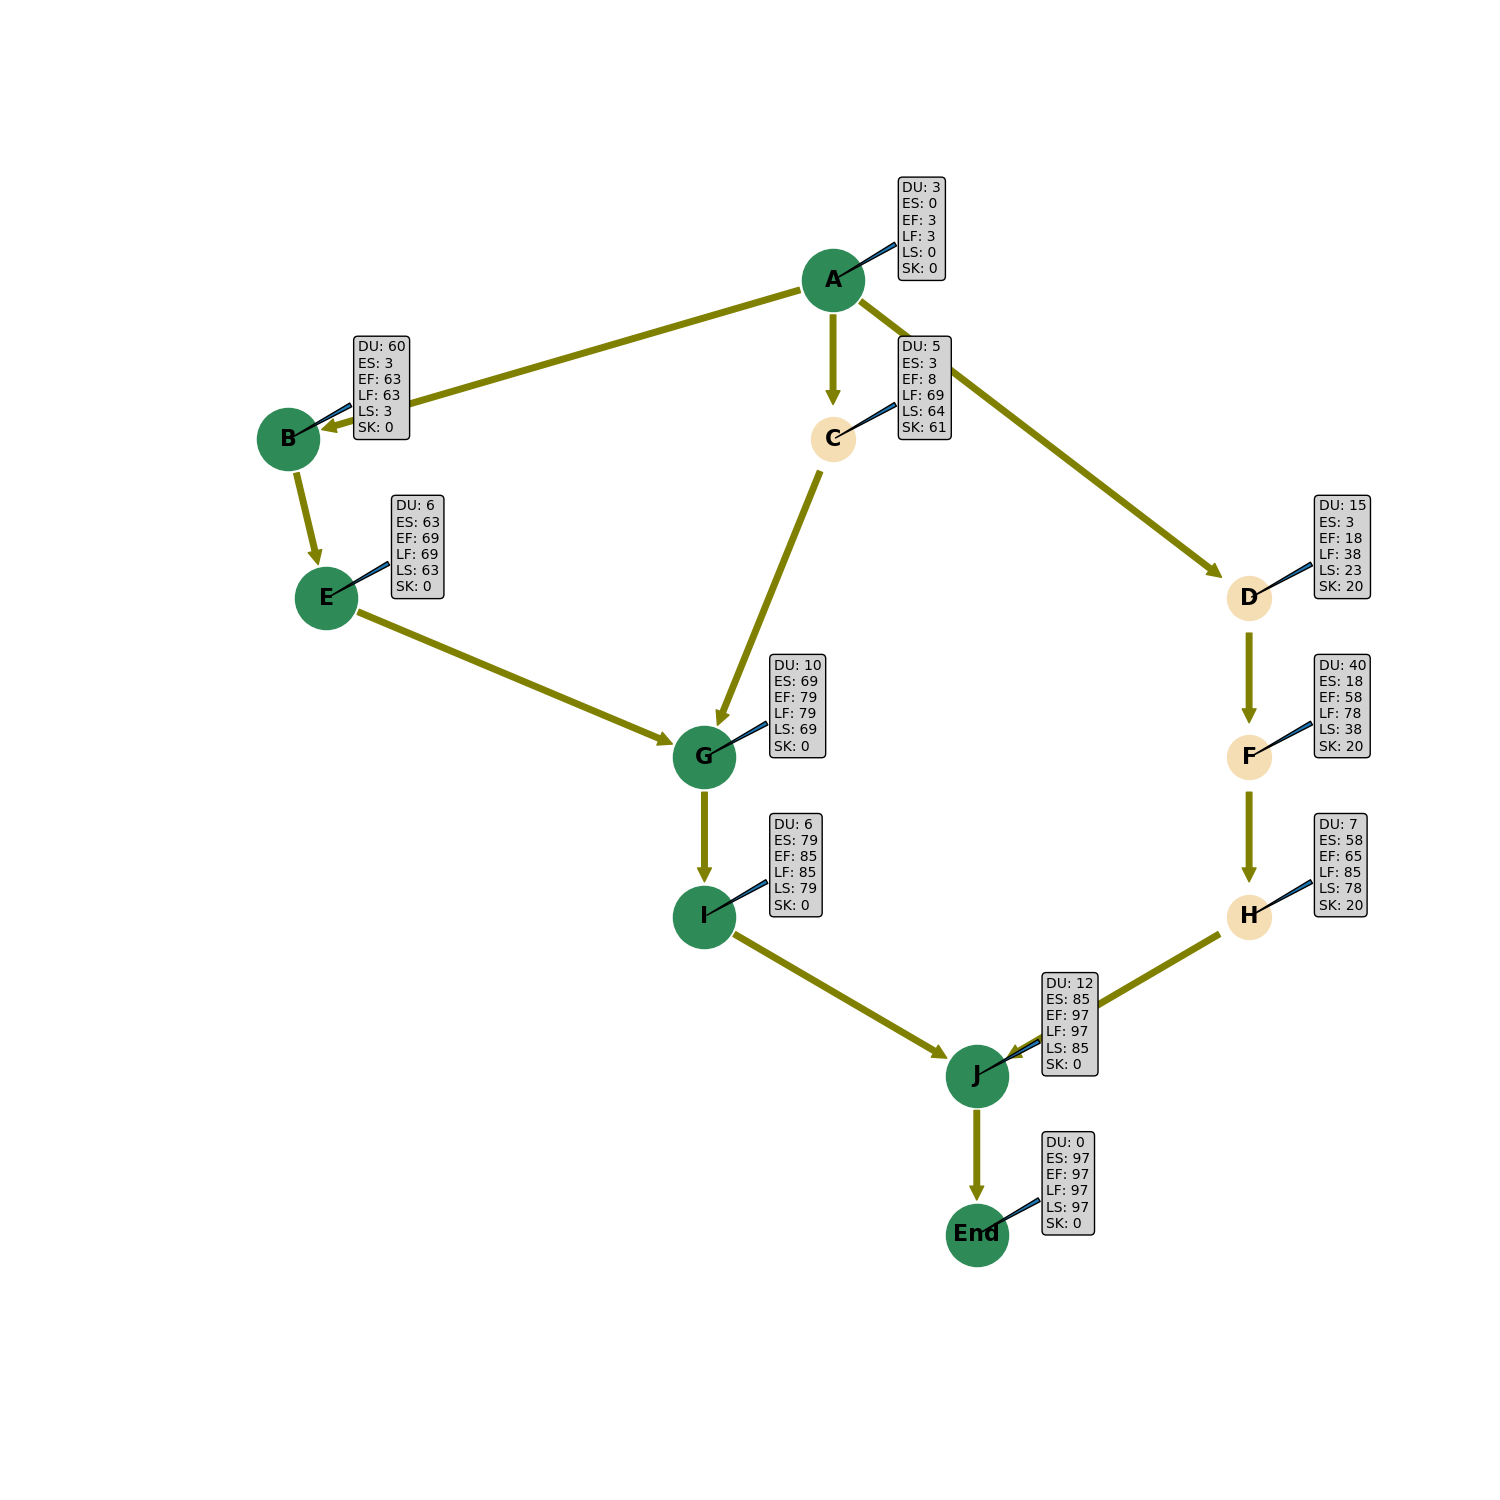 DU: 3
ES: 0
EF: 3
LF: 3
LS: 0
SK: 0
A
DU: 60
ES: 3
EF: 63
LF: 63
LS: 3
SK: 0
B
DU: 5
ES: 3
EF: 8
LF: 69
LS: 64
SK: 61
C
DU: 6
ES: 63
EF: 69
LF: 69
LS: 63
SK: 0
E
DU: 15
ES: 3
EF: 18
LF: 38
LS: 23
SK: 20
D
DU: 10
ES: 69
EF: 79
LF: 79
LS: 69
SK: 0
G
DU: 40
ES: 18
EF: 58
LF: 78
LS: 38
SK: 20
F
DU: 6
ES: 79
EF: 85
LF: 85
LS: 79
SK: 0
I
DU: 7
ES: 58
EF: 65
LF: 85
LS: 78
SK: 20
H
DU: 12
ES: 85
EF: 97
LF: 97
LS: 85
SK: 0
J
DU: 0
ES: 97
EF: 97
LF: 97
LS: 97
SK: 0
End